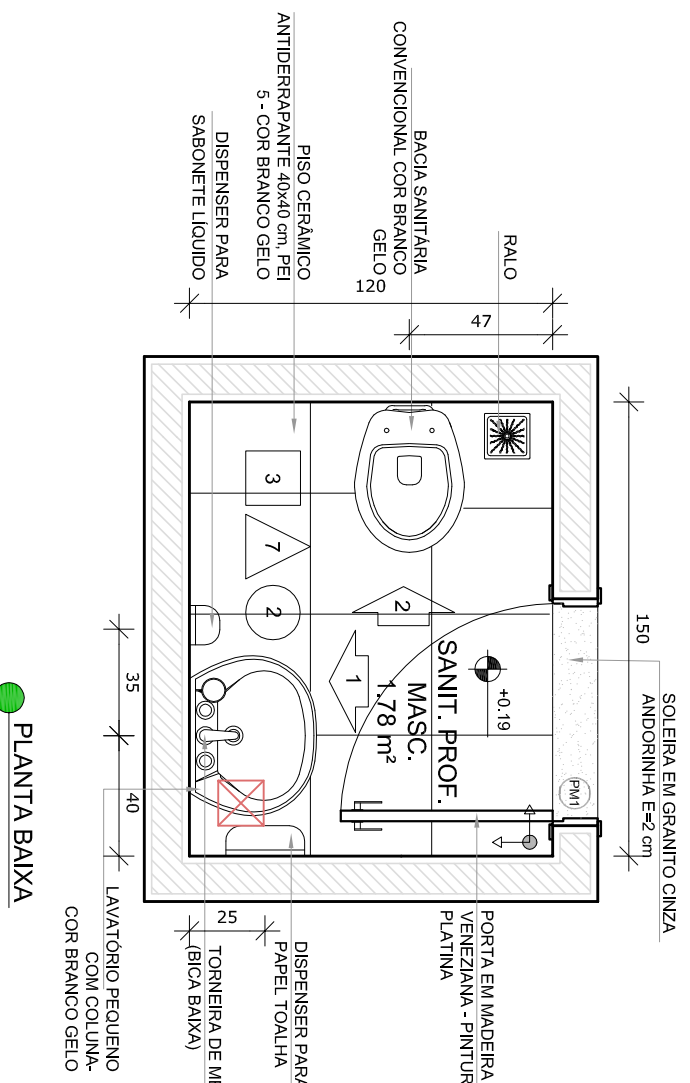 RALO
BACIA SANITÁRIA
CONVENCIONAL COR BRANCO
GELO
PISO CERÂMICO
ANTIDERRAPANTE 40x40 cm, PEI
5 - COR BRANCO GELO
DISPENSER PARA
SABONETE LÍQUIDO
120
47
150
SOLEIRA EM GRANITO CINZA
ANDORINHA E=2 cm
PM1
+0.19
SANIT. PROF.
MASC.
1.78 m²
3
7
2
2
1
35
40
25
PORTA EM MADEIRA
VENEZIANA - PINTUR
PLATINA
DISPENSER PARA
PAPEL TOALHA
TORNEIRA DE ME
(BICA BAIXA)
LAVATÓRIO PEQUENO
COM COLUNA-
COR BRANCO GELO
PLANTA BAIXA